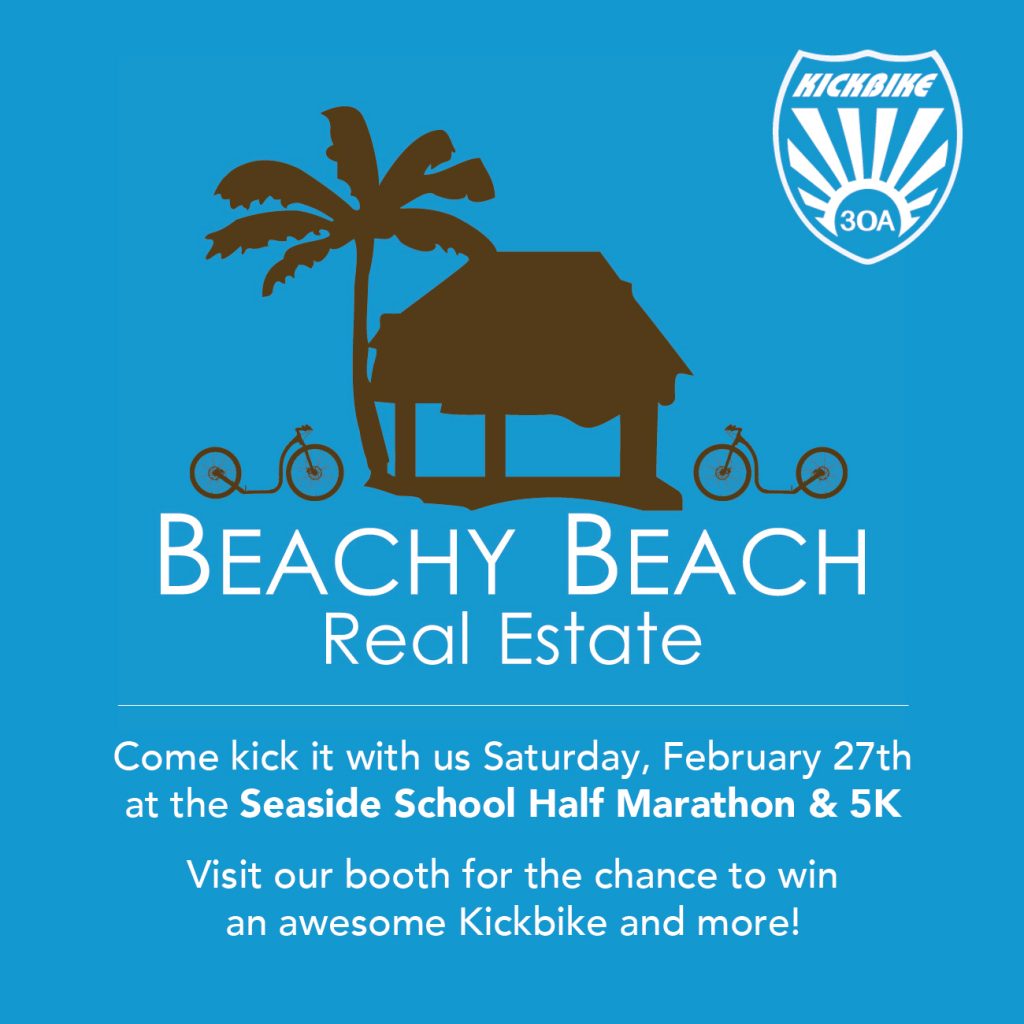 KICKBIKE
30A
BEACHY BEACH
Real Estate
Come kick it with us Saturday, February 27th
at the Seaside School Half Marathon & 5K
Visit our booth for the chance to win
an awesome Kickbike and more!